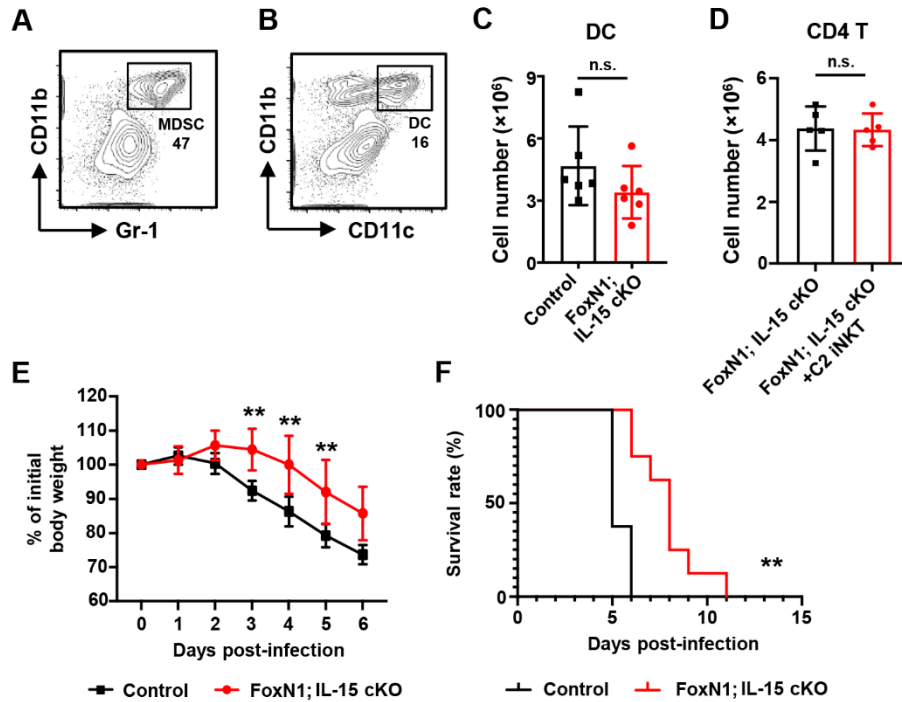 A
CD11b
MDSC
47
Gr-1
B
CD11b
DC
16
CD11c
C
DC
n.s.
Cell number (×10⁶)
9
6
3
0
Control
FoxN1;
IL-15 cKO
D
CD4 T
n.s.
Cell number (×10⁶)
6
4
2
0
FoxN1; IL-15 cKO
FoxN1; IL-15 cKO
+C2 iNKT
E
% of initial
body weight
120
110
100
90
80
70
60
** ** **
0 1 2 3 4 5 6
Days post-infection
Control FoxN1; IL-15 cKO
F
Survival rate (%)
100
50
0
**
0 5 10 15
Days post-infection
Control FoxN1; IL-15 cKO